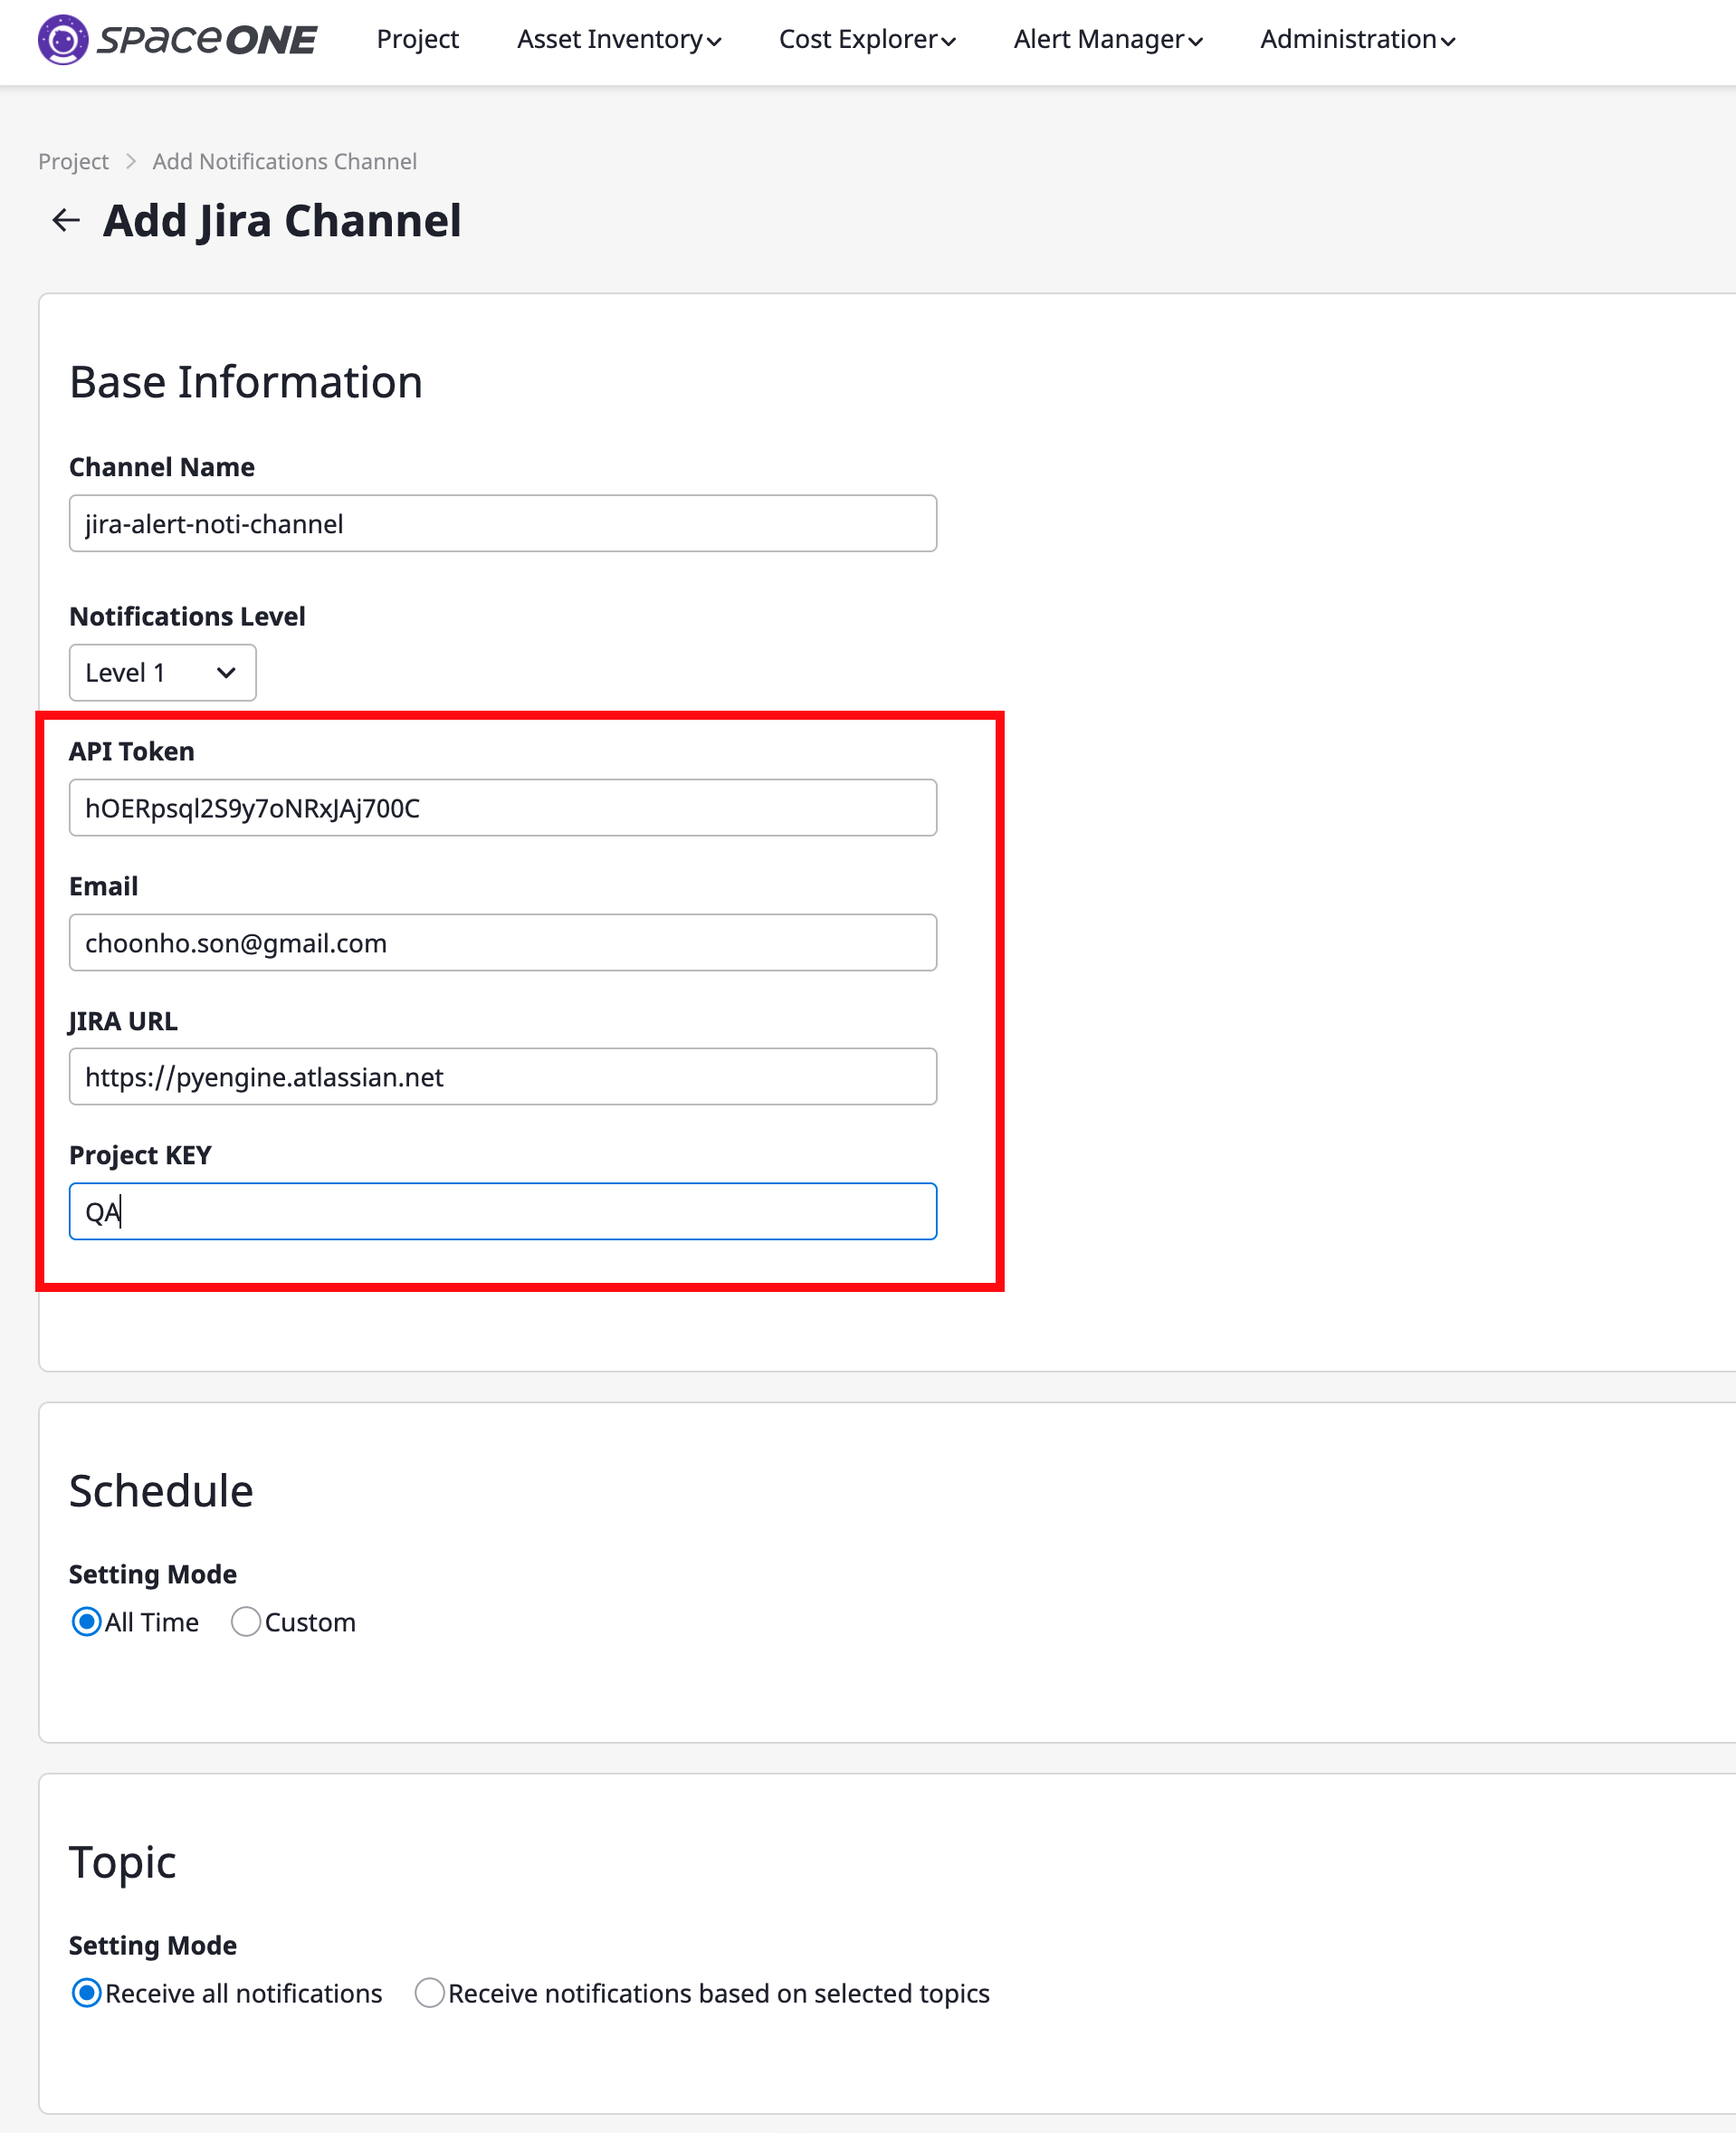 SPaceONE Project Asset Inventory Cost Explorer Alert Manager Administration
Project > Add Notifications Channel
← Add Jira Channel
Base Information
Channel Name
jira-alert-noti-channel
Notifications Level
Level 1
API Token
hOERpsql2S9y7oNRxJAj700C
Email
choonho.son@gmail.com
JIRA URL
https://pyengine.atlassian.net
Project KEY
QA
Schedule
Setting Mode
All Time Custom
Topic
Setting Mode
Receive all notifications Receive notifications based on selected topics